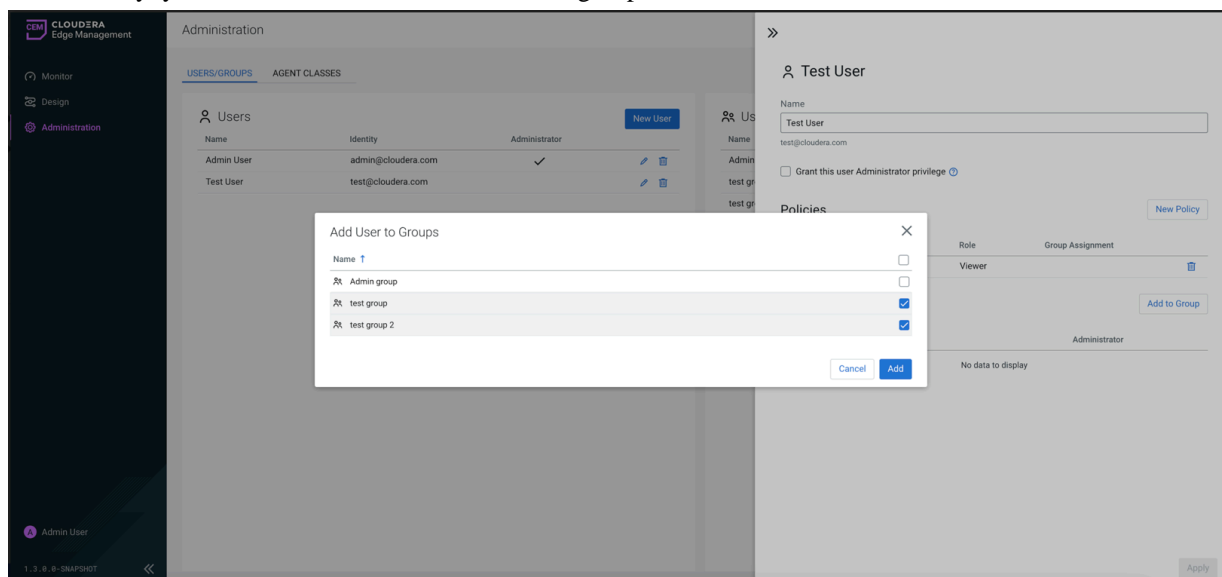 CEM CLOUDERA
Edge Management
Administration
Monitor
Design
Administration
USERS/GROUPS AGENT CLASSES
Users
New User
Name Identity Administrator
Admin User admin@cloudera.com
Test User test@cloudera.com
Us
Name
Admin
test gr
test gr
Test User
Name
Test User
test@cloudera.com
Grant this user Administrator privilege
Policies
New Policy
Role Group Assignment
Viewer
Add to Group
Administrator
No data to display
Add User to Groups
Name
Admin group
test group
test group 2
Cancel Add
A Admin User
1.3.0.0-SNAPSHOT
Apply